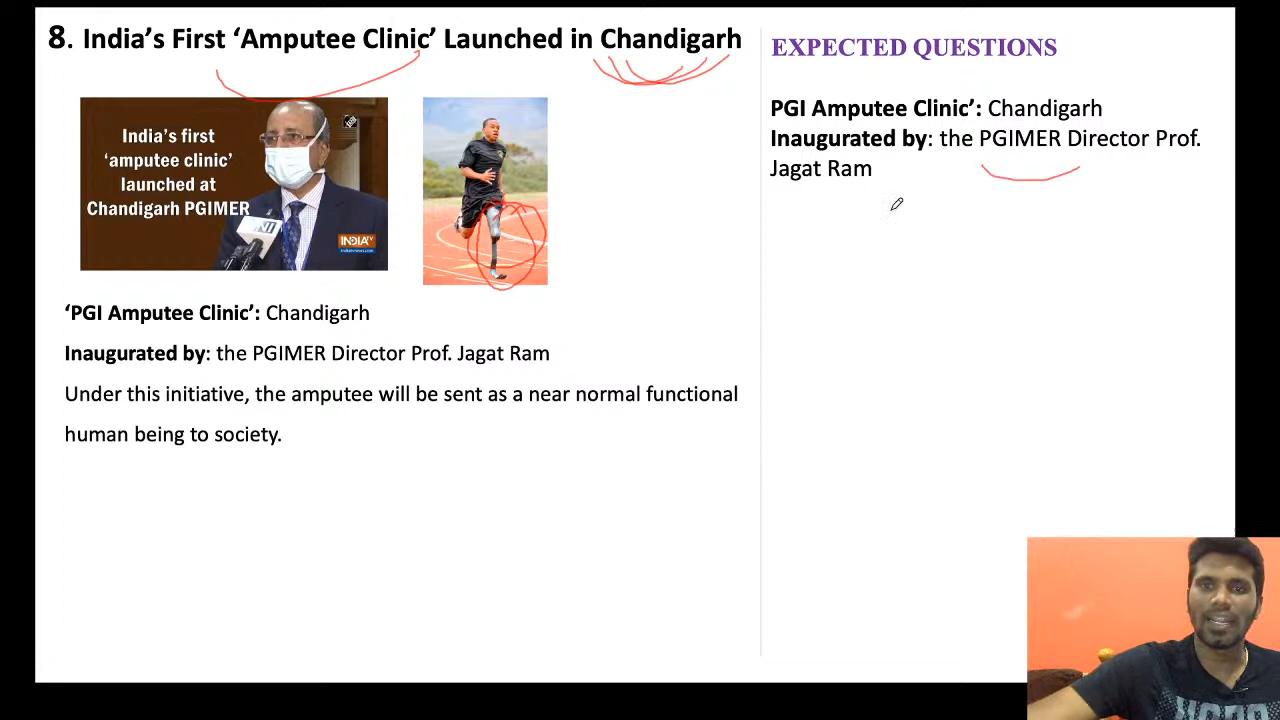 8. India's First 'Amputee Clinic' Launched in Chandigarh
India's first
'amputee clinic'
launched at
Chandigarh PGIMER
INDIA TV
'PGI Amputee Clinic': Chandigarh
Inaugurated by: the PGIMER Director Prof. Jagat Ram
Under this initiative, the amputee will be sent as a near normal functional
human being to society.
EXPECTED QUESTIONS
PGI Amputee Clinic': Chandigarh
Inaugurated by: the PGIMER Director Prof.
Jagat Ram